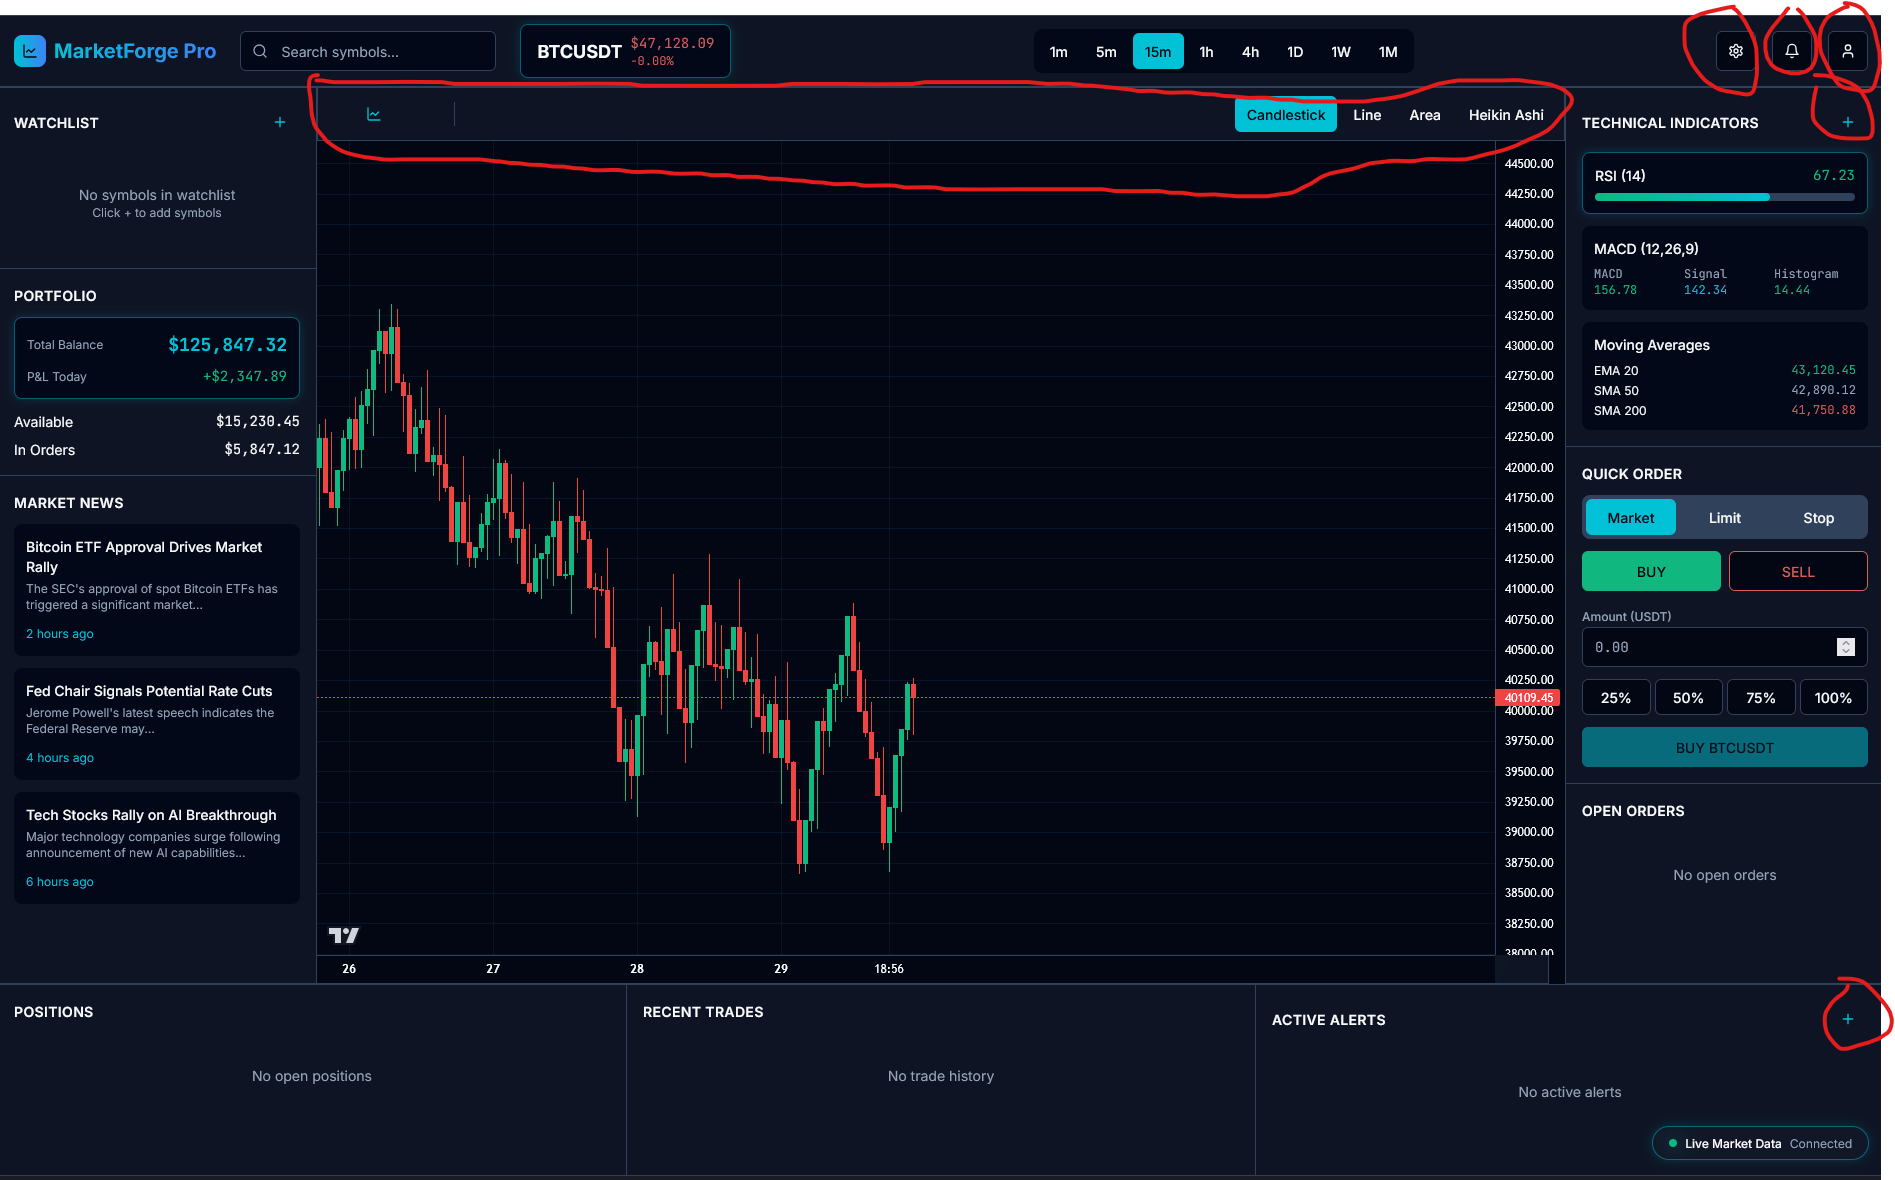 MarketForge Pro
Search symbols...
BTCUSDT
$47,128.09
-0.00%
1m 5m 15m 1h 4h 1D 1W 1M
WATCHLIST
+
No symbols in watchlist
Click + to add symbols
PORTFOLIO
Total Balance $125,847.32
P&L Today +$2,347.89
Available $15,230.45
In Orders $5,847.12
MARKET NEWS
Bitcoin ETF Approval Drives Market
Rally
The SEC's approval of spot Bitcoin ETFs has
triggered a significant market...
2 hours ago
Fed Chair Signals Potential Rate Cuts
Jerome Powell's latest speech indicates the
Federal Reserve may...
4 hours ago
Tech Stocks Rally on AI Breakthrough
Major technology companies surge following
announcement of new AI capabilities...
6 hours ago
Candlestick Line Area Heikin Ashi
44500.00
44250.00
44000.00
43750.00
43500.00
43250.00
43000.00
42750.00
42500.00
42250.00
42000.00
41750.00
41500.00
41250.00
41000.00
40750.00
40500.00
40250.00
40109.45
40000.00
39750.00
39500.00
39250.00
39000.00
38750.00
38500.00
38250.00
38000.00
26 27 28 29 18:56
TECHNICAL INDICATORS
+
RSI (14) 67.23
MACD (12,26,9)
MACD Signal Histogram
156.78 142.34 14.44
Moving Averages
EMA 20 43,120.45
SMA 50 42,890.12
SMA 200 41,750.88
QUICK ORDER
Market Limit Stop
BUY SELL
Amount (USDT)
0.00
25% 50% 75% 100%
BUY BTCUSDT
OPEN ORDERS
No open orders
POSITIONS
No open positions
RECENT TRADES
No trade history
ACTIVE ALERTS
+
No active alerts
Live Market Data Connected